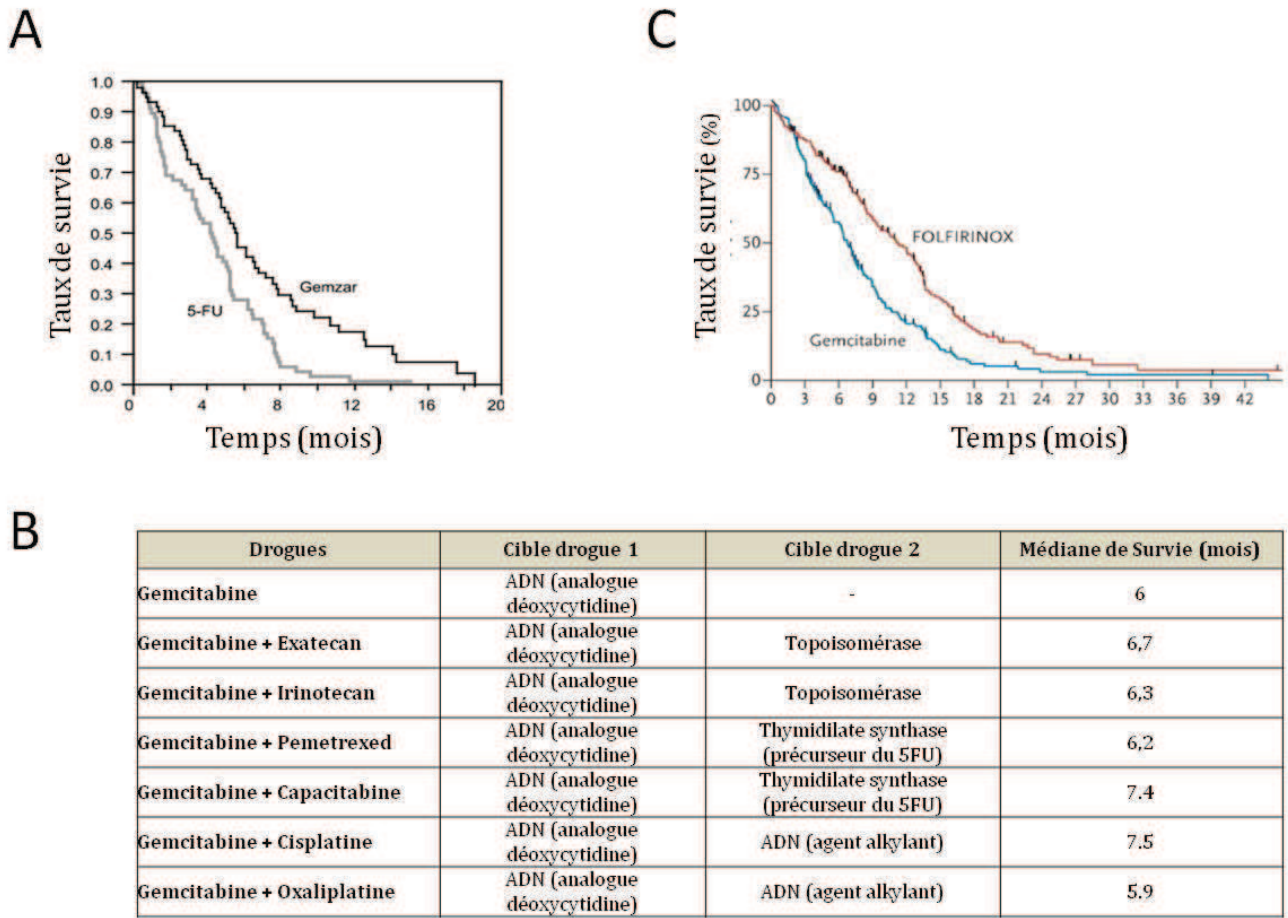 A
1.0
0.9
0.8
0.7
0.6
0.5
0.4
0.3
0.2
0.1
0.0
Taux de survie
Gemzar
5-FU
0 4 8 12 16 20
Temps (mois)
C
100
75
50
25
0
Taux de survie (%)
FOLFIRINOX
Gemcitabine
0 3 6 9 12 15 18 21 24 27 30 33 36 39 42
Temps (mois)
B
Drogues Cible drogue 1 Cible drogue 2 Médiane de Survie (mois)
Gemcitabine ADN (analogue déoxycytidine) - 6
Gemcitabine + Exatecan ADN (analogue déoxycytidine) Topoisomérase 6,7
Gemcitabine + Irinotecan ADN (analogue déoxycytidine) Topoisomérase 6,3
Gemcitabine + Pemetrexed ADN (analogue déoxycytidine) Thymidilate synthase (précurseur du 5FU) 6,2
Gemcitabine + Capacitabine ADN (analogue déoxycytidine) Thymidilate synthase (précurseur du 5FU) 7.4
Gemcitabine + Cisplatine ADN (analogue déoxycytidine) ADN (agent alkylant) 7.5
Gemcitabine + Oxaliplatine ADN (analogue déoxycytidine) ADN (agent alkylant) 5.9